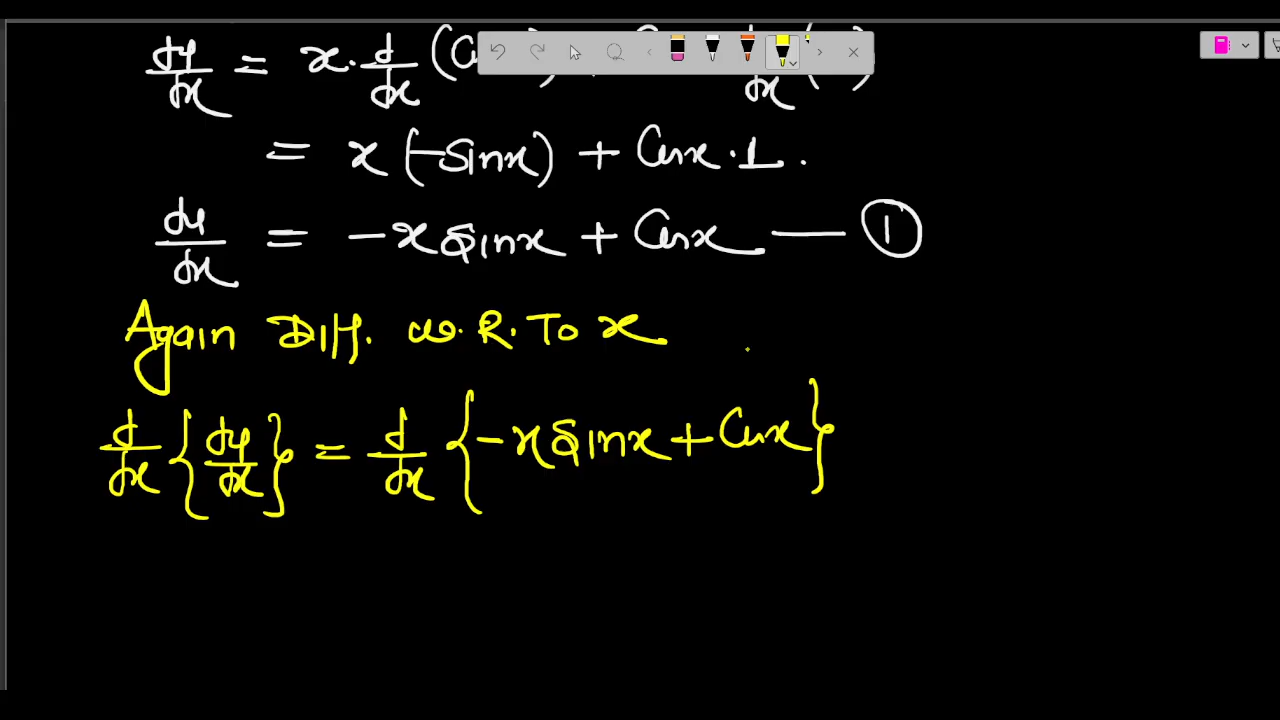 dy/dx = x · d/dx (
= x (-Sinx) + Cosx · 1 .
dy/dx = - x Sinx + Cosx — ①
Again Diff. w.R.To x
d/dx { dy/dx } = d/dx { - x Sinx + Cosx }